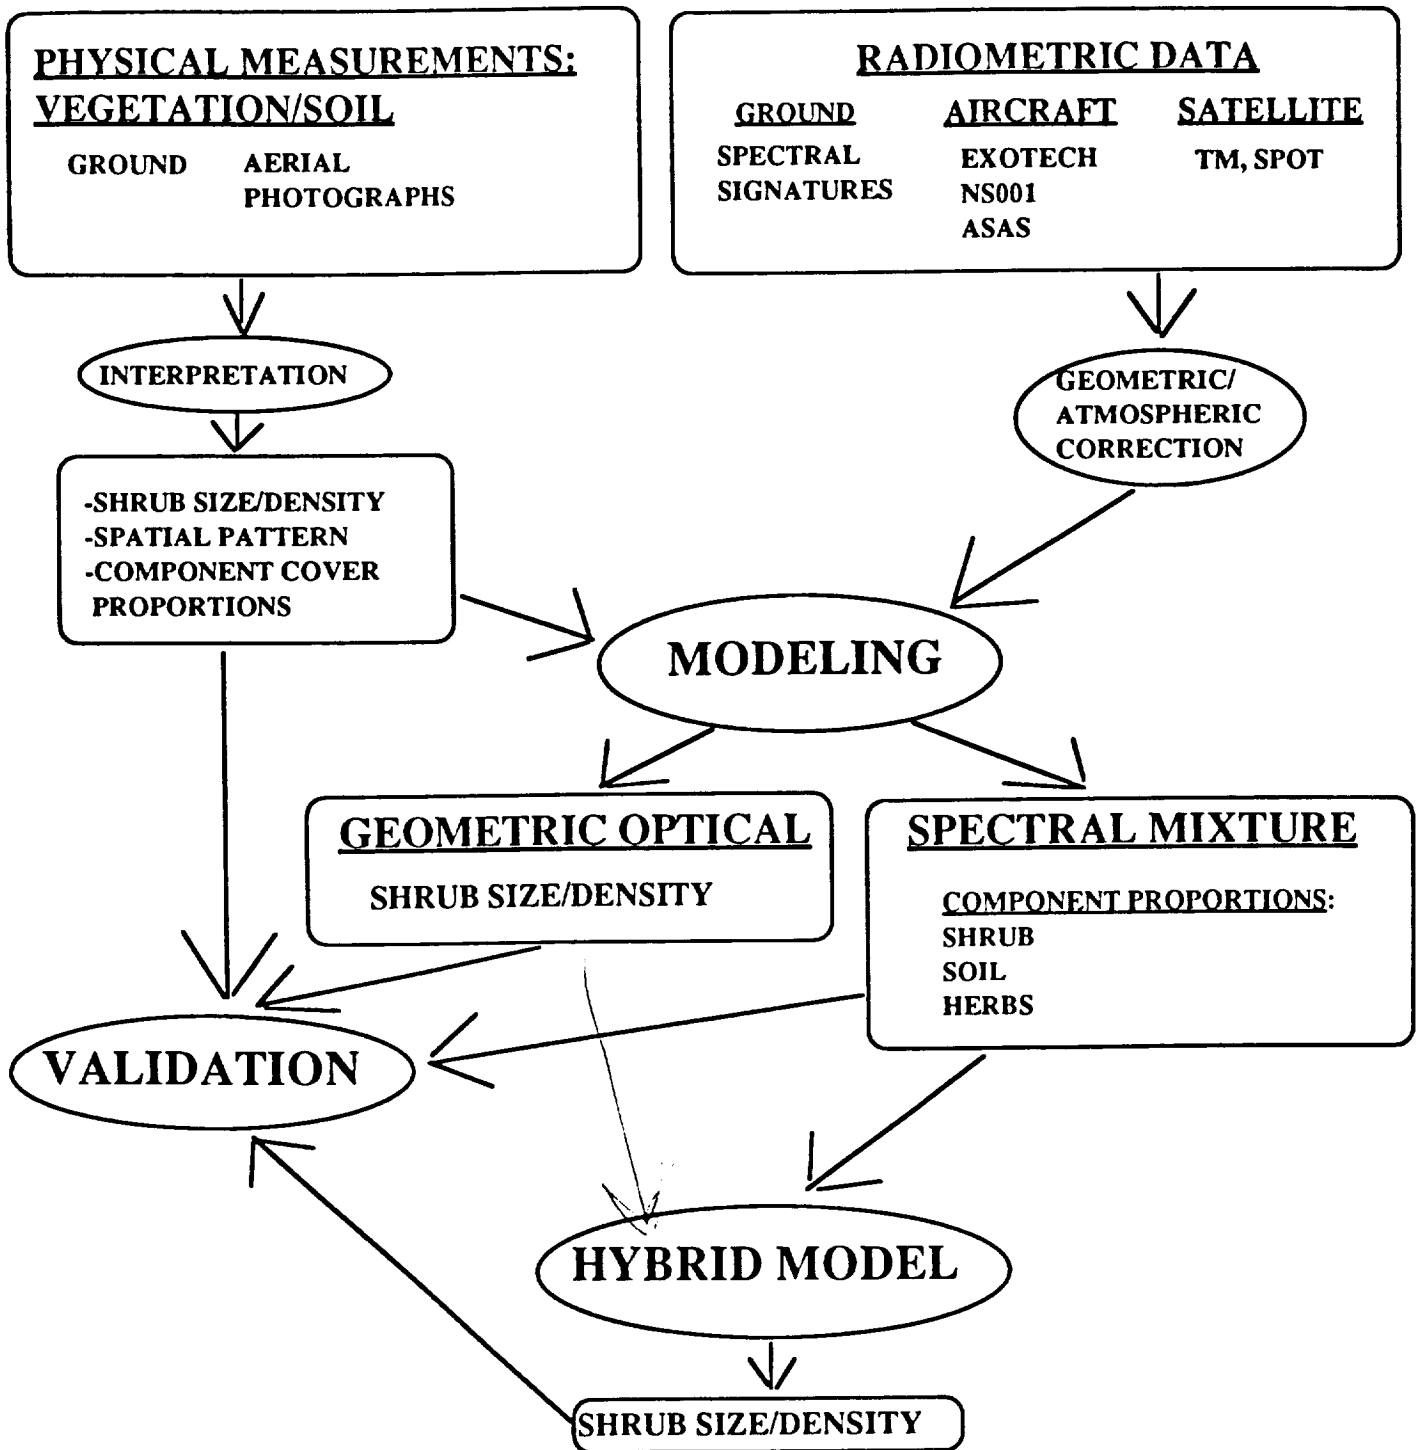 PHYSICAL MEASUREMENTS:
VEGETATION/SOIL
GROUND
AERIAL
PHOTOGRAPHS
RADIOMETRIC DATA
GROUND
SPECTRAL
SIGNATURES
AIRCRAFT
EXOTECH
NS001
ASAS
SATELLITE
TM, SPOT
INTERPRETATION
GEOMETRIC/
ATMOSPHERIC
CORRECTION
-SHRUB SIZE/DENSITY
-SPATIAL PATTERN
-COMPONENT COVER
PROPORTIONS
MODELING
GEOMETRIC OPTICAL
SHRUB SIZE/DENSITY
SPECTRAL MIXTURE
COMPONENT PROPORTIONS:
SHRUB
SOIL
HERBS
VALIDATION
HYBRID MODEL
SHRUB SIZE/DENSITY